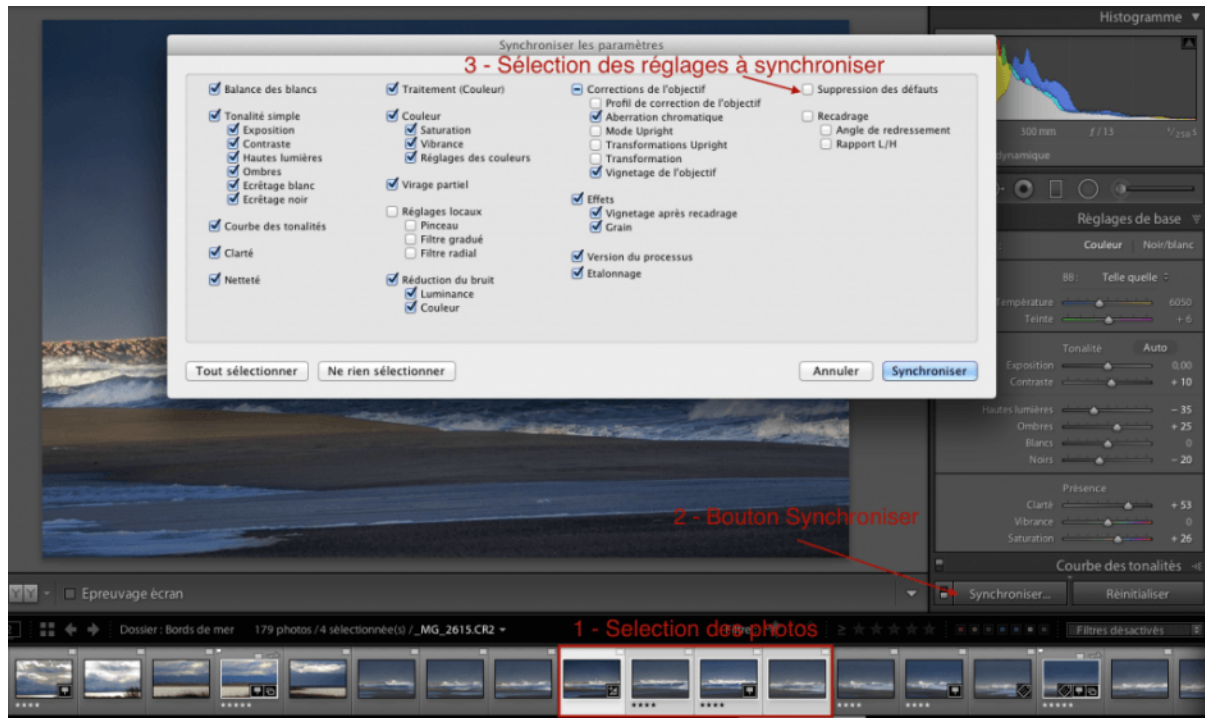 Histogramme
Synchroniser les paramètres
3 - Sélection des réglages à synchroniser
Balance des blancs
Tonalité simple
Exposition
Contraste
Hautes lumières
Ombres
Ecrêtage blanc
Ecrêtage noir
Courbe des tonalités
Clarté
Netteté
Traitement (Couleur)
Couleur
Saturation
Vibrance
Réglages des couleurs
Virage partiel
Réglages locaux
Pinceau
Filtre gradué
Filtre radial
Réduction du bruit
Luminance
Couleur
Corrections de l'objectif
Profil de correction de l'objectif
Aberration chromatique
Mode Upright
Transformations Upright
Transformation
Vignetage de l'objectif
Effets
Vignetage après recadrage
Grain
Version du processus
Etalonnage
Suppression des défauts
Recadrage
Angle de redressement
Rapport L/H
Tout sélectionner
Ne rien sélectionner
Annuler
Synchroniser
300 mm f / 13 1/250 s
dynamique
Règlages de base
Couleur Noir/blanc
BB : Telle quelle
Température 6050
Teinte + 6
Tonalité Auto
Exposition 0,00
Contraste + 10
Hautes lumières – 35
Ombres + 25
Blancs 0
Noirs – 20
Présence
Clarté + 53
Vibrance 0
Saturation + 26
Courbe des tonalités
2 - Bouton Synchroniser
Synchroniser... Réinitialiser
Y Y Epreuvage écran
Dossier : Bords de mer 179 photos /4 sélectionnée(s) /_MG_2615.CR2
1 - Selection des photos
Filtres désactivés